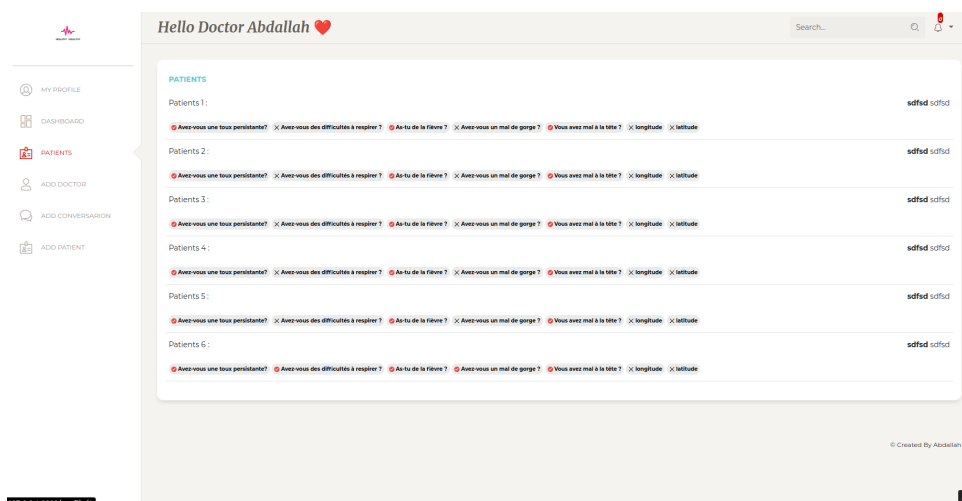 Hello Doctor Abdallah ❤️
Search...
0
MY PROFILE
DASHBOARD
PATIENTS
ADD DOCTOR
ADD CONVERSARION
ADD PATIENT
PATIENTS
Patients 1 : sdfsd sdfsd
Avez-vous une toux persistante? Avez-vous des difficultés à respirer ? As-tu de la fièvre ? Avez-vous un mal de gorge ? Vous avez mal à la tête ? longitude latitude
Patients 2 : sdfsd sdfsd
Avez-vous une toux persistante? Avez-vous des difficultés à respirer ? As-tu de la fièvre ? Avez-vous un mal de gorge ? Vous avez mal à la tête ? longitude latitude
Patients 3 : sdfsd sdfsd
Avez-vous une toux persistante? Avez-vous des difficultés à respirer ? As-tu de la fièvre ? Avez-vous un mal de gorge ? Vous avez mal à la tête ? longitude latitude
Patients 4 : sdfsd sdfsd
Avez-vous une toux persistante? Avez-vous des difficultés à respirer ? As-tu de la fièvre ? Avez-vous un mal de gorge ? Vous avez mal à la tête ? longitude latitude
Patients 5 : sdfsd sdfsd
Avez-vous une toux persistante? Avez-vous des difficultés à respirer ? As-tu de la fièvre ? Avez-vous un mal de gorge ? Vous avez mal à la tête ? longitude latitude
Patients 6 : sdfsd sdfsd
Avez-vous une toux persistante? Avez-vous des difficultés à respirer ? As-tu de la fièvre ? Avez-vous un mal de gorge ? Vous avez mal à la tête ? longitude latitude
© Created By Abdallah